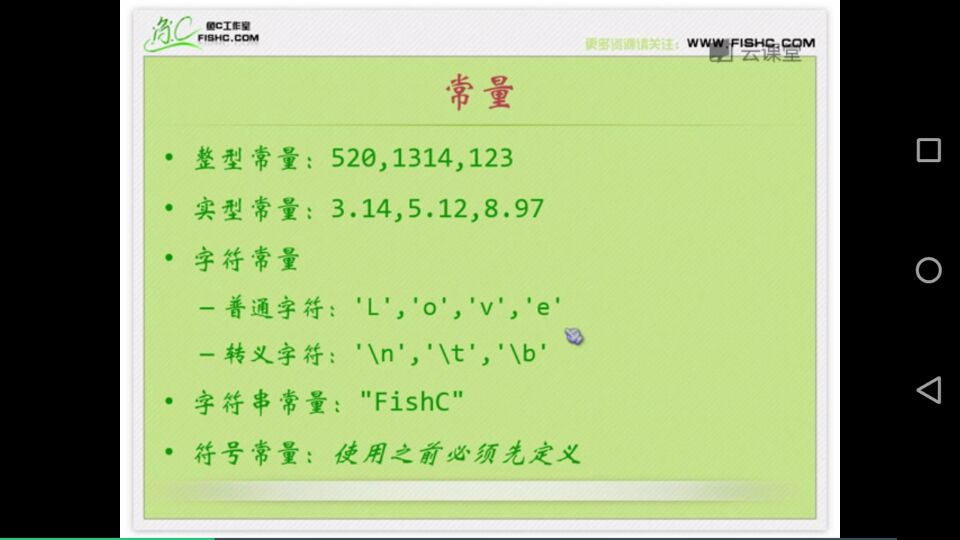 鱼C工作室
FISHC.COM
更多资源请关注：WWW.FISHC.COM
云课堂
常量
• 整型常量：520,1314,123
• 实型常量：3.14,5.12,8.97
• 字符常量
– 普通字符：'L','o','v','e'
– 转义字符：'\n','\t','\b'
• 字符串常量："FishC"
• 符号常量：使用之前必须先定义